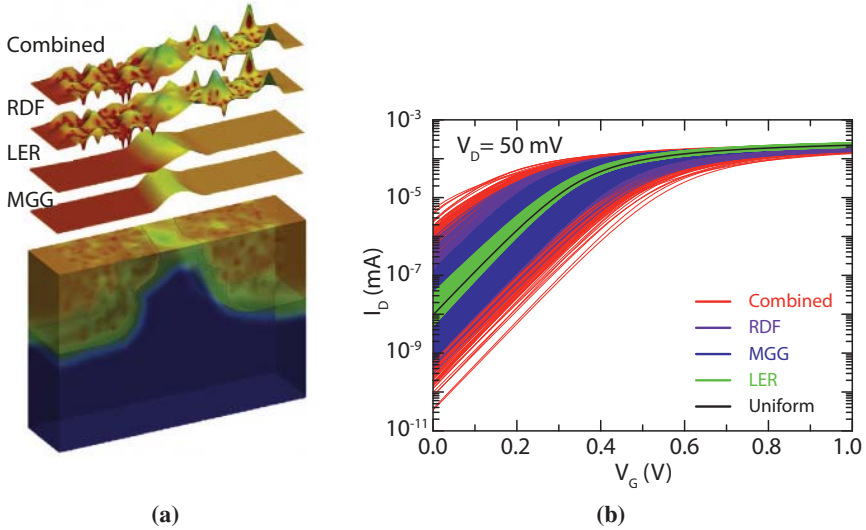 Combined
RDF
LER
MGG
(a)
10^-3
10^-5
10^-7
10^-9
10^-11
I_D (mA)
V_D= 50 mV
Combined
RDF
MGG
LER
Uniform
0.0 0.2 0.4 0.6 0.8 1.0
V_G (V)
(b)